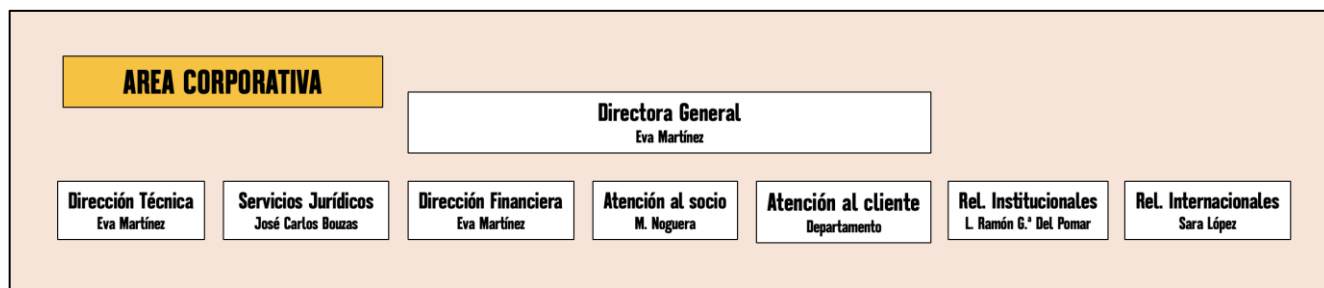 AREA CORPORATIVA
Directora General
Eva Martínez
Dirección Técnica
Eva Martínez
Servicios Jurídicos
José Carlos Bouzas
Dirección Financiera
Eva Martínez
Atención al socio
M. Noguera
Atención al cliente
Departamento
Rel. Institucionales
L. Ramón G.ª Del Pomar
Rel. Internacionales
Sara López